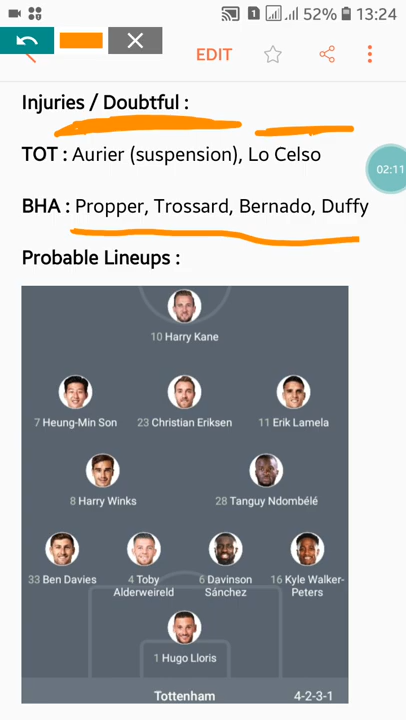 1 52% 13:24
EDIT
Injuries / Doubtful :
TOT : Aurier (suspension), Lo Celso
02:11
BHA : Propper, Trossard, Bernado, Duffy
Probable Lineups :
10 Harry Kane
7 Heung-Min Son 23 Christian Eriksen 11 Erik Lamela
8 Harry Winks 28 Tanguy Ndombélé
33 Ben Davies 4 Toby Alderweireld 6 Davinson Sánchez 16 Kyle Walker-Peters
1 Hugo Lloris
Tottenham 4-2-3-1